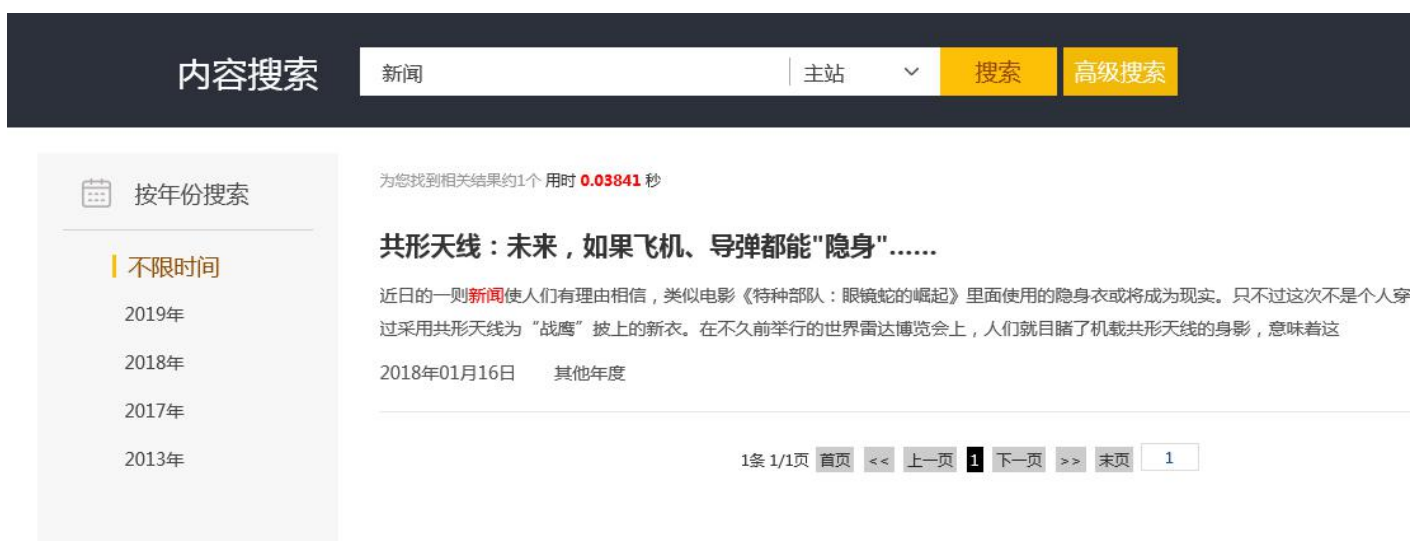 内容搜索 新闻 主站 搜索 高级搜索
按年份搜索
不限时间
2019年
2018年
2017年
2013年
为您找到相关结果约1个 用时 0.03841 秒
共形天线：未来，如果飞机、导弹都能"隐身"……
近日的一则新闻使人们有理由相信，类似电影《特种部队：眼镜蛇的崛起》里面使用的隐身衣或将成为现实。只不过这次不是个人穿
过采用共形天线为“战鹰”披上的新衣。在不久前举行的世界雷达博览会上，人们就目睹了机载共形天线的身影，意味着这
2018年01月16日 其他年度
1条 1/1页 首页 << 上一页 1 下一页 >> 末页 1